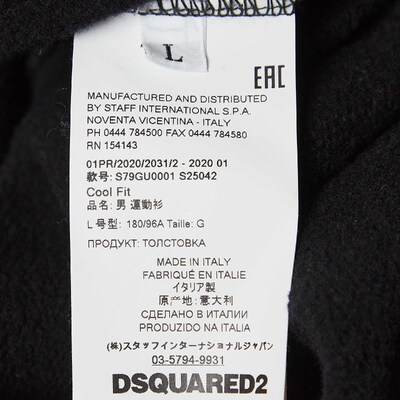 L
EAC
MANUFACTURED AND DISTRIBUTED
BY STAFF INTERNATIONAL S.P.A.
NOVENTA VICENTINA - ITALY
PH 0444 784500 FAX 0444 784580
RN 154143
01PR/2020/2031/2 - 2020 01
款号: S79GU0001 S25042
Cool Fit
品名: 男 運動衫
L 号型: 180/96A Taille: G
ПРОДУКТ: ТОЛСТОВКА
MADE IN ITALY
FABRIQUÉ EN ITALIE
イタリア製
原产地: 意大利
СДЕЛАНО В ИТАЛИИ
PRODUZIDO NA ITALIA
(株)スタッフインターナショナルジャパン
03-5794-9931
DSQUARED2